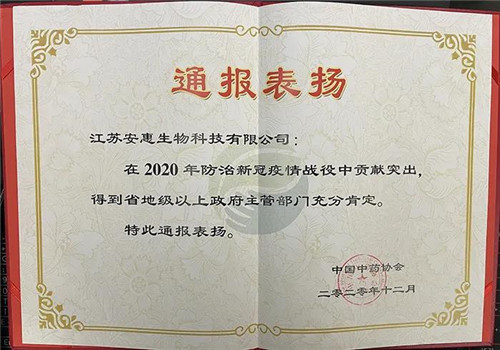 通报表扬
江苏安惠生物科技有限公司：
在2020年防治新冠疫情战役中贡献突出，
得到省地级以上政府主管部门充分肯定。
特此通报表扬。
中国中药协会
二〇二〇年十二月